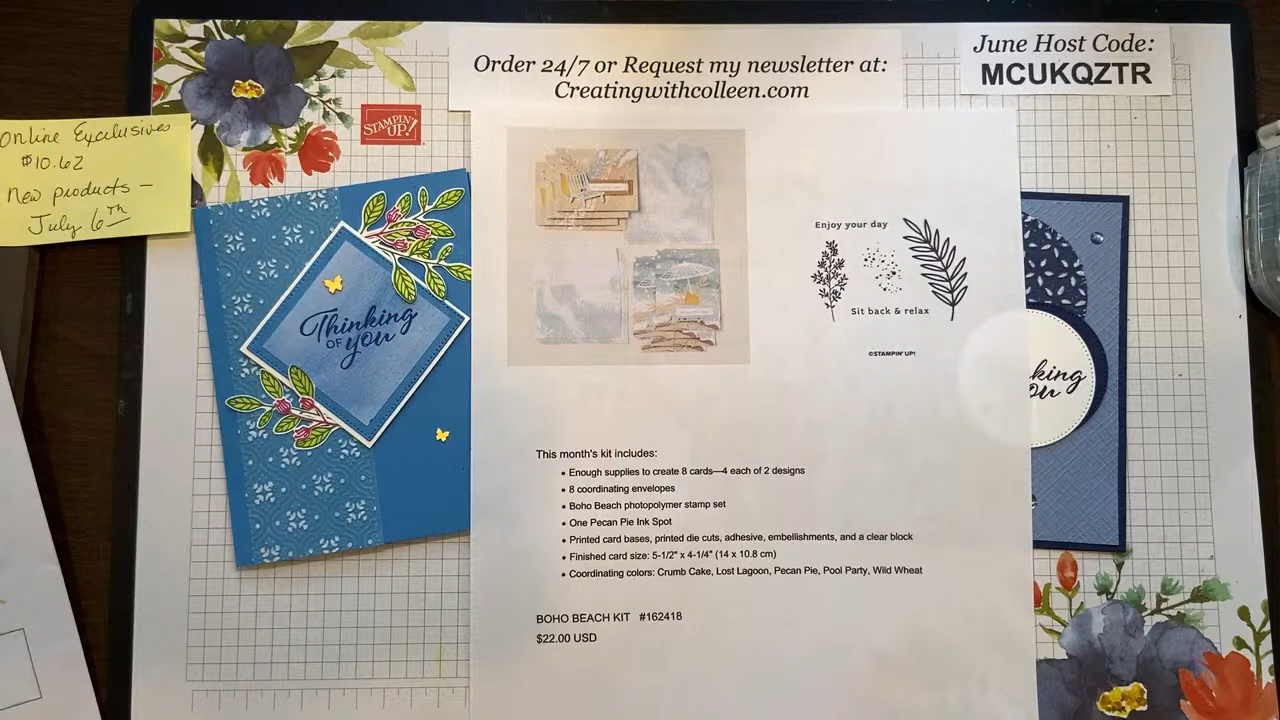 Order 24/7 or Request my newsletter at:
Creatingwithcolleen.com
June Host Code:
MCUKQZTR
STAMPIN' UP!
Online Exclusives
$10.62
New products –
July 6th
Thinking
OF you
Enjoy your day
Sit back & relax
©STAMPIN' UP!
king
ou
This month's kit includes:
• Enough supplies to create 8 cards—4 each of 2 designs
• 8 coordinating envelopes
• Boho Beach photopolymer stamp set
• One Pecan Pie Ink Spot
• Printed card bases, printed die cuts, adhesive, embellishments, and a clear block
• Finished card size: 5-1/2" x 4-1/4" (14 x 10.8 cm)
• Coordinating colors: Crumb Cake, Lost Lagoon, Pecan Pie, Pool Party, Wild Wheat
BOHO BEACH KIT #162418
$22.00 USD